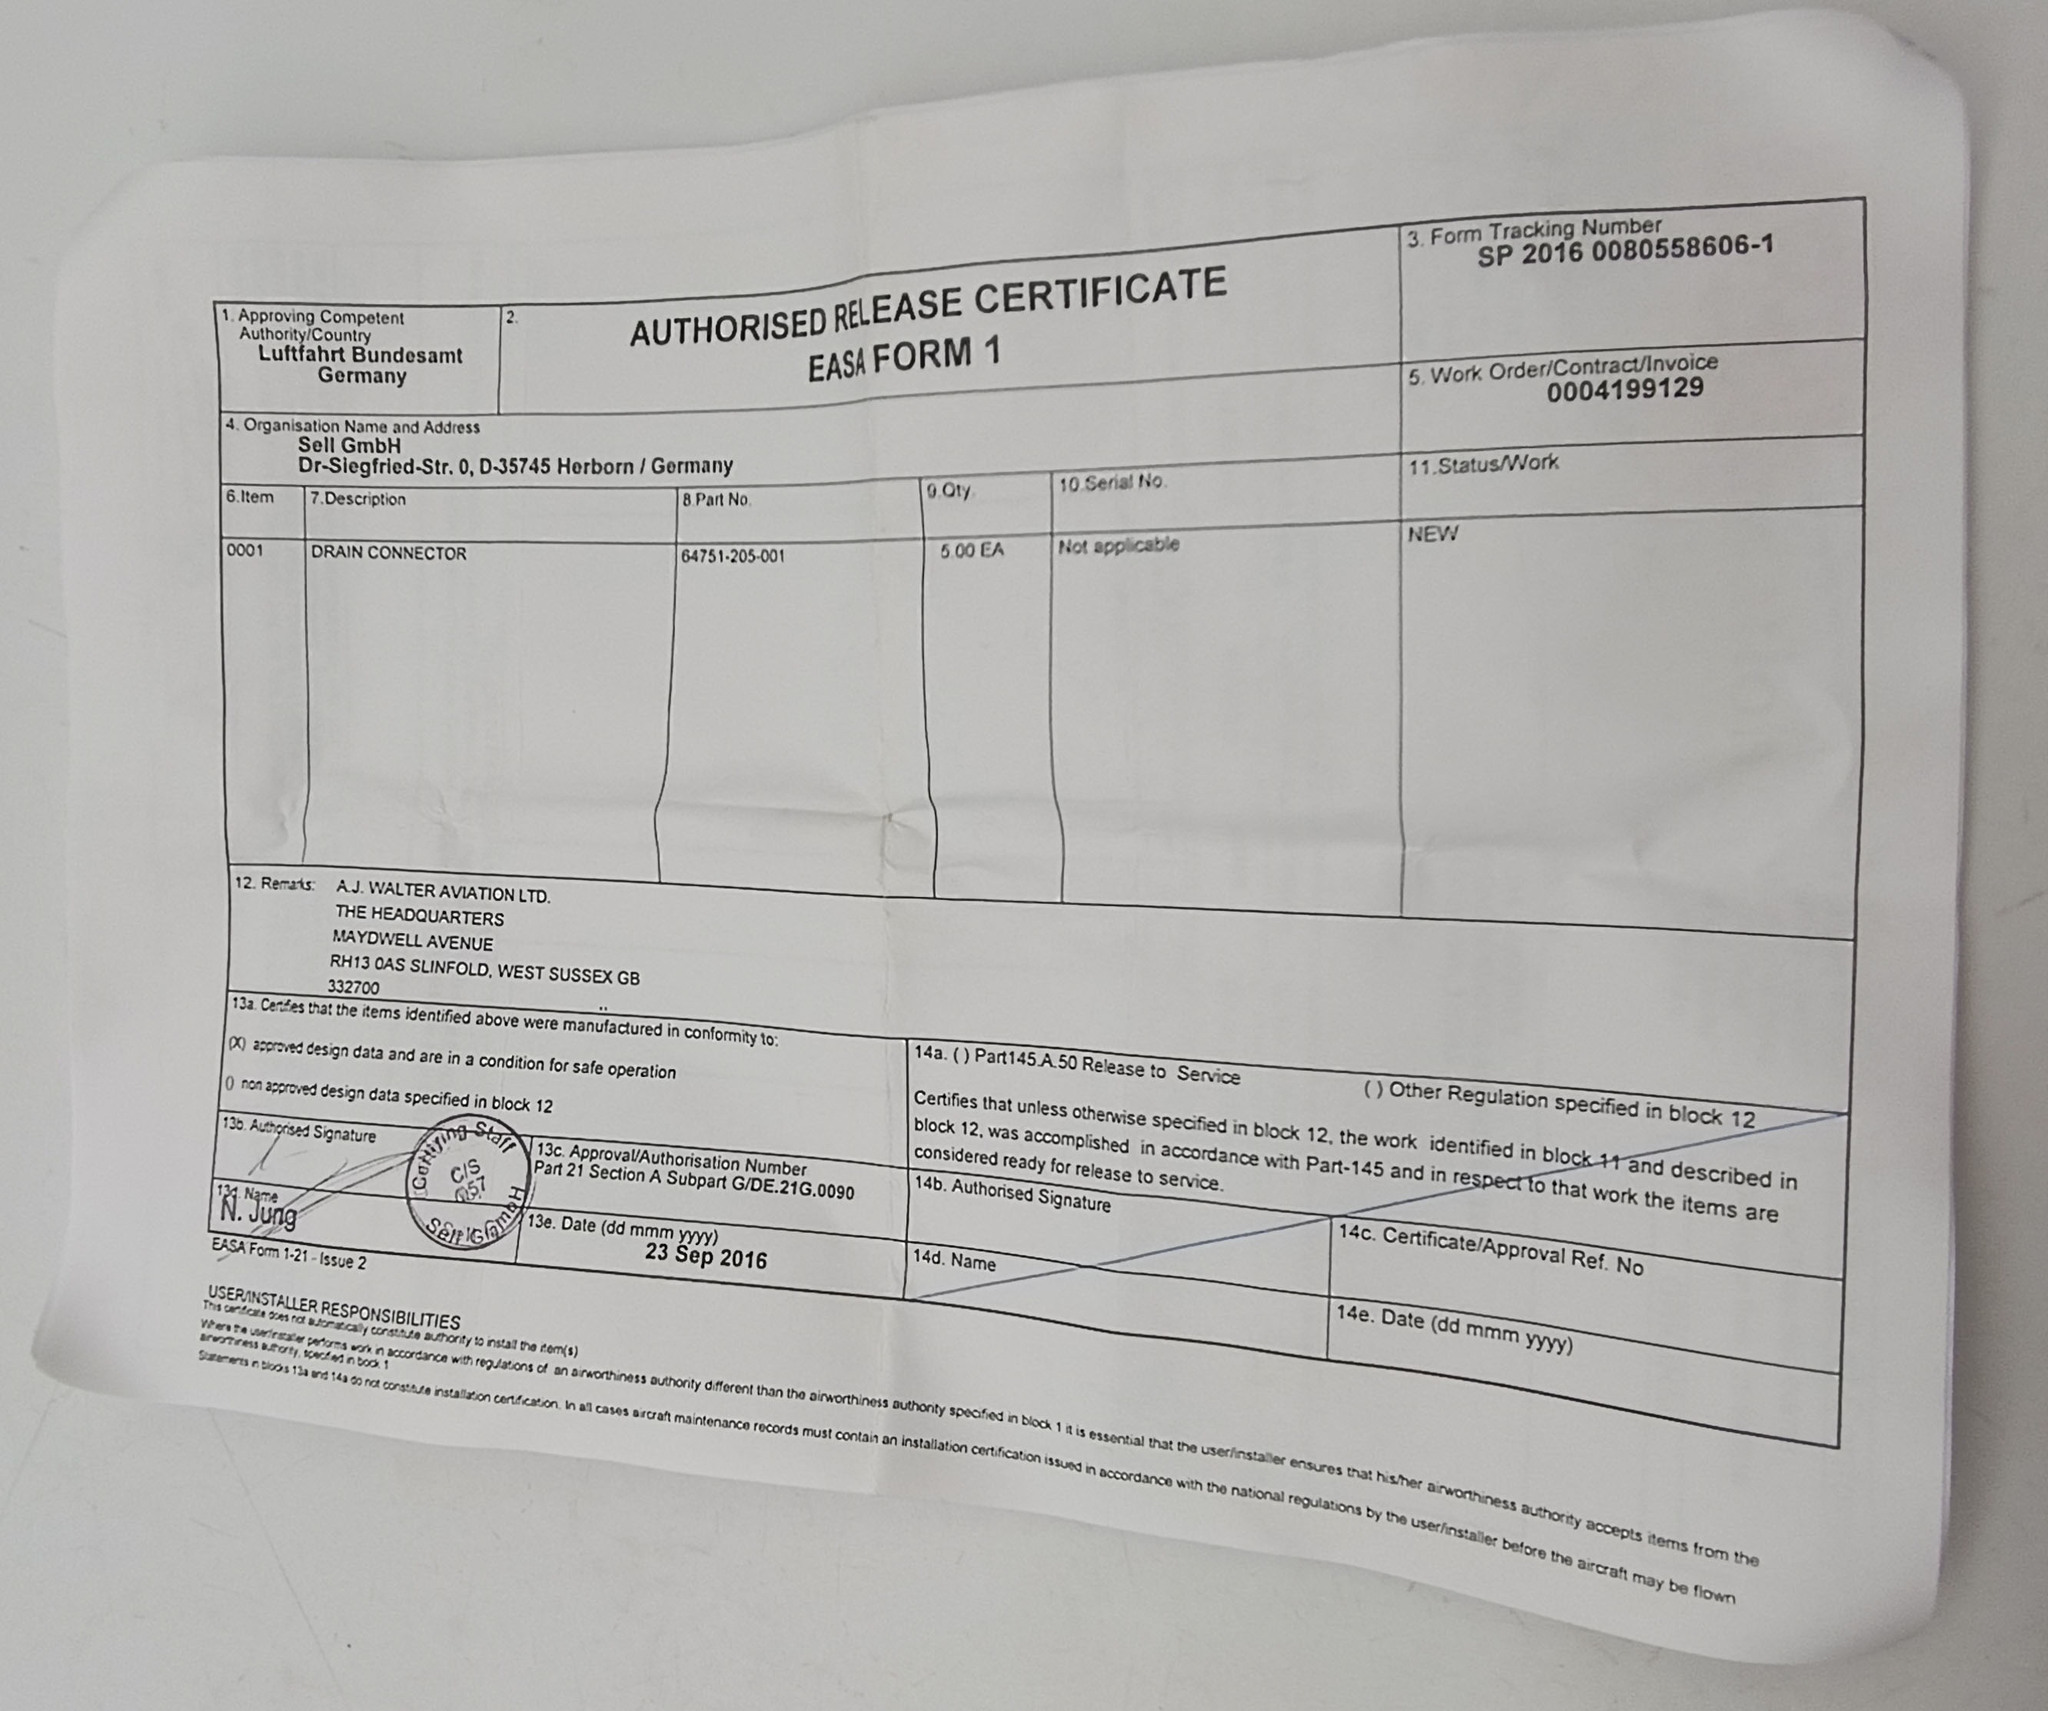 1. Approving Competent
Authority/Country
Luftfahrt Bundesamt
Germany
2.
AUTHORISED RELEASE CERTIFICATE
EASA FORM 1
3. Form Tracking Number
SP 2016 0080558606-1
4. Organisation Name and Address
Sell GmbH
Dr-Siegfried-Str. 0, D-35745 Herborn / Germany
5. Work Order/Contract/Invoice
0004199129
6.Item 7.Description 8.Part No. 9.Qty. 10.Serial No. 11.Status/Work
0001 DRAIN CONNECTOR 64751-205-001 5.00 EA Not applicable NEW
12. Remarks: A.J. WALTER AVIATION LTD.
THE HEADQUARTERS
MAYDWELL AVENUE
RH13 0AS SLINFOLD, WEST SUSSEX GB
332700
13a. Certifies that the items identified above were manufactured in conformity to:
(X) approved design data and are in a condition for safe operation
() non approved design data specified in block 12
13b. Authorised Signature
Certifying Staff
C/S
Sell GmbH
13c. Approval/Authorisation Number
Part 21 Section A Subpart G/DE.21G.0090
13d. Name
N. Jung
13e. Date (dd mmm yyyy)
23 Sep 2016
14a. ( ) Part145.A.50 Release to Service ( ) Other Regulation specified in block 12
Certifies that unless otherwise specified in block 12, the work identified in block 11 and described in
block 12, was accomplished in accordance with Part-145 and in respect to that work the items are
considered ready for release to service.
14b. Authorised Signature
14c. Certificate/Approval Ref. No
14d. Name
14e. Date (dd mmm yyyy)
EASA Form 1-21 - Issue 2
USER/INSTALLER RESPONSIBILITIES
This certificate does not automatically constitute authority to install the item(s)
Where the user/installer performs work in accordance with regulations of an airworthiness authority different than the airworthiness authority specified in block 1 it is essential that the user/installer ensures that his/her airworthiness authority accepts items from the
airworthiness authority, specified in block 1
Statements in blocks 13a and 14a do not constitute installation certification. In all cases aircraft maintenance records must contain an installation certification issued in accordance with the national regulations by the user/installer before the aircraft may be flown